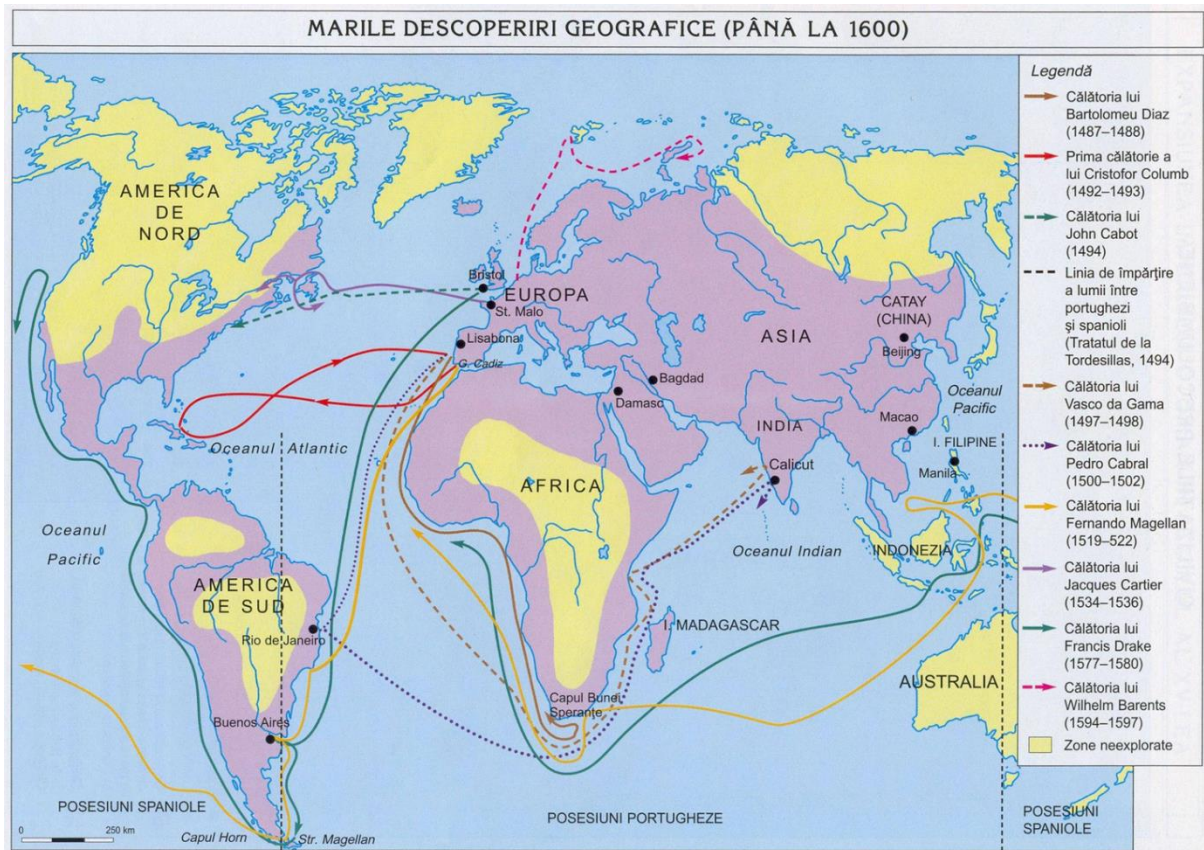 MARILE DESCOPERIRI GEOGRAFICE (PÂNĂ LA 1600)
AMERICA
DE
NORD
Bristol
EUROPA
St. Malo
Lisabona
G. Cadiz
ASIA
CATAY
(CHINA)
Beijing
Bagdad
Damasc
Oceanul
Pacific
Macao
INDIA
I. FILIPINE
Manila
Calicut
Oceanul Atlantic
AFRICA
Oceanul
Pacific
Oceanul Indian
INDONEZIA
AMERICA
DE SUD
Rio de Janeiro
I. MADAGASCAR
AUSTRALIA
Capul Bunei
Speranțe
Buenos Aires
POSESIUNI SPANIOLE
POSESIUNI PORTUGHEZE
POSESIUNI
SPANIOLE
0 250 km
Capul Horn
Str. Magellan
Legendă
Călătoria lui
Bartolomeu Diaz
(1487–1488)
Prima călătorie a
lui Cristofor Columb
(1492–1493)
Călătoria lui
John Cabot
(1494)
Linia de împărțire
a lumii între
portughezi
și spanioli
(Tratatul de la
Tordesillas, 1494)
Călătoria lui
Vasco da Gama
(1497–1498)
Călătoria lui
Pedro Cabral
(1500–1502)
Călătoria lui
Fernando Magellan
(1519–522)
Călătoria lui
Jacques Cartier
(1534–1536)
Călătoria lui
Francis Drake
(1577–1580)
Călătoria lui
Wilhelm Barents
(1594–1597)
Zone neexplorate